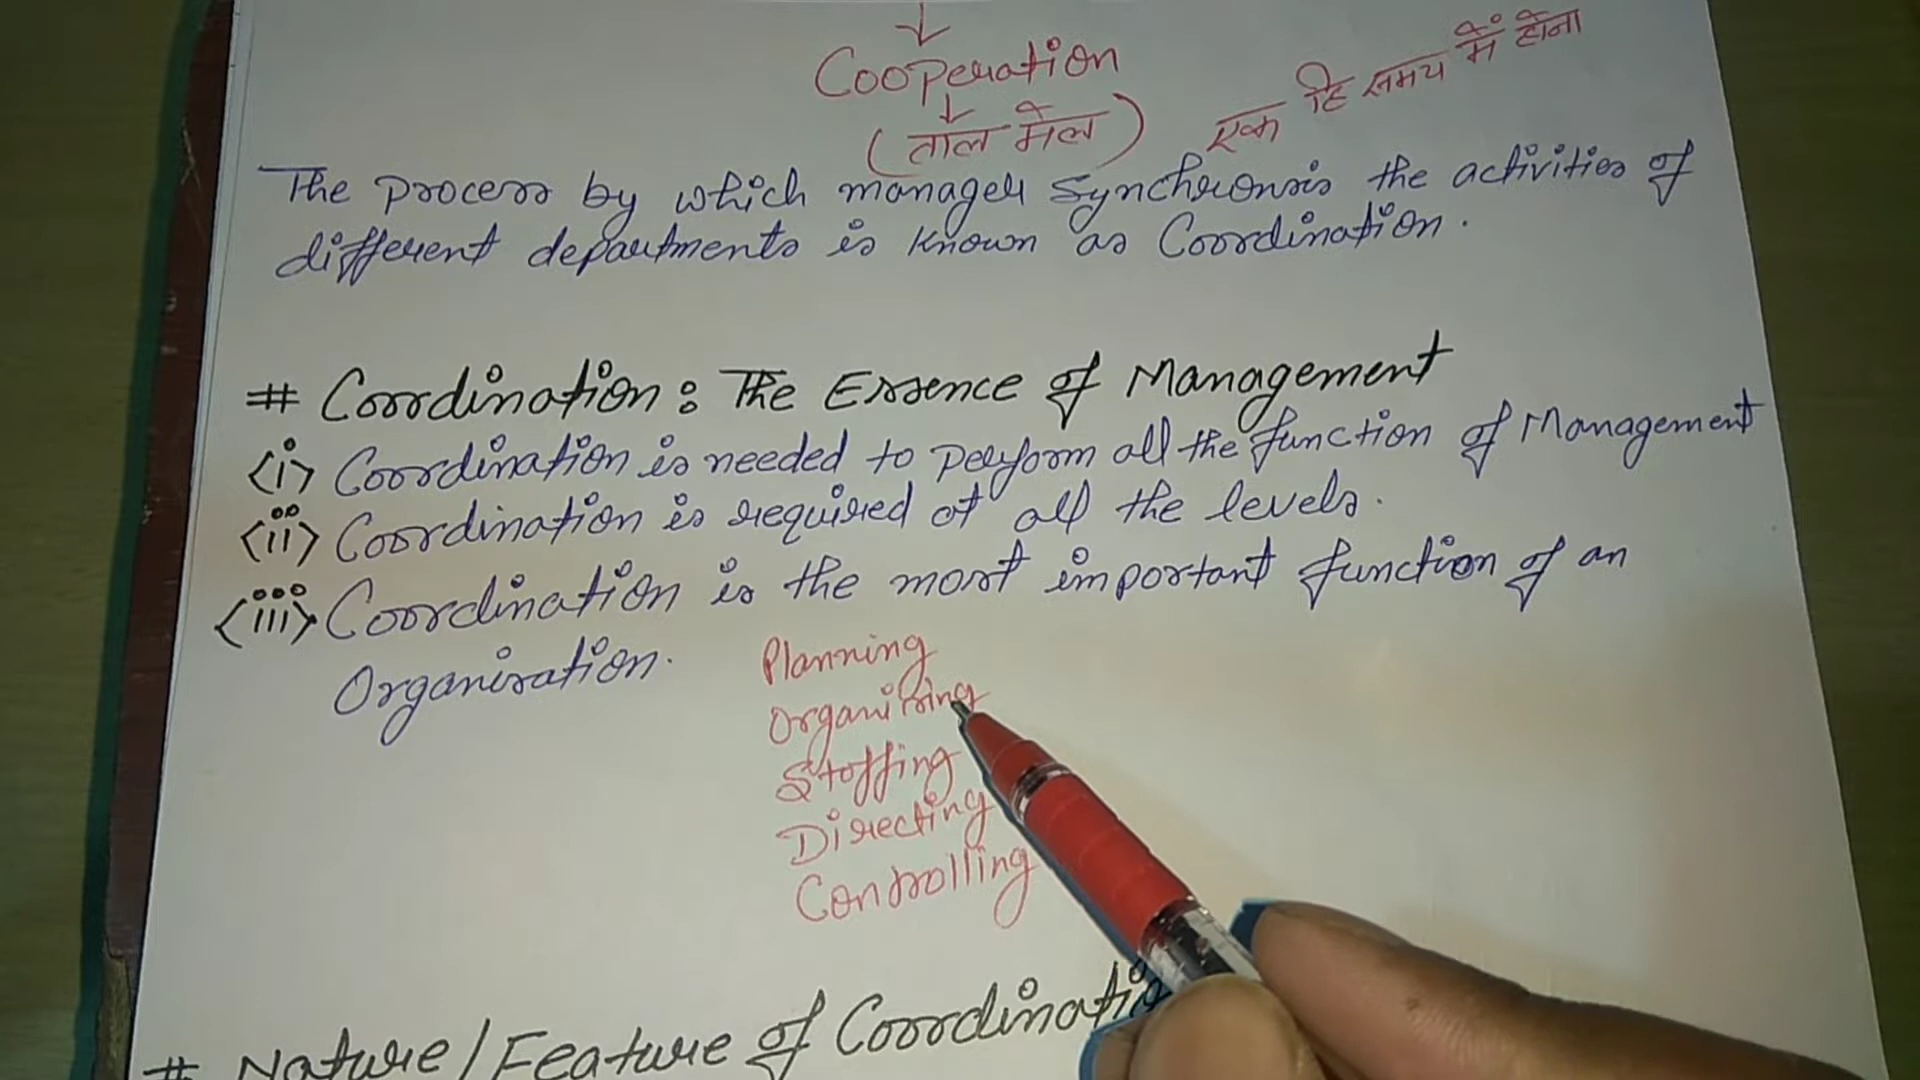 Cooperation
(ताल मेल)
एक हि समय में होना
The process by which manager Synchronsis the activities of
different departments is known as Coordination.
# Coordination: The Essence of Management
(i) Coordination is needed to perform all the function of Management
(ii) Coordination is required at all the levels.
(iii) Coordination is the most important function of an
Organisation.
Planning
Organising
Staffing
Directing
Controlling
# Nature/Feature of Coordinatio